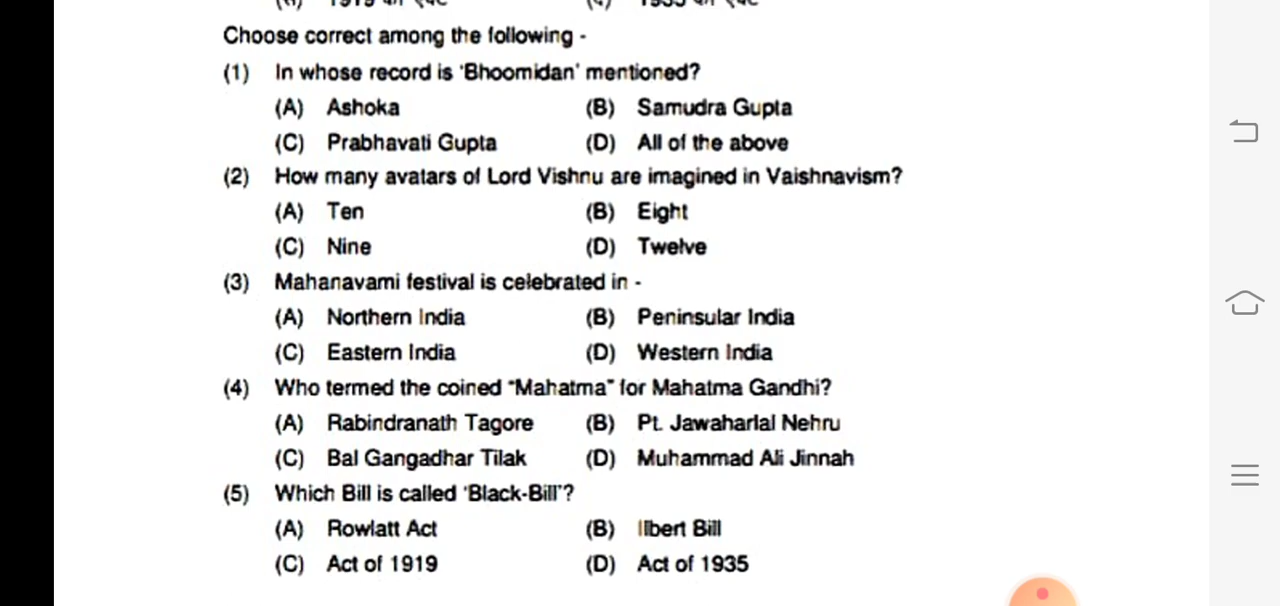 Choose correct among the following -
(1) In whose record is 'Bhoomidan' mentioned?
(A) Ashoka (B) Samudra Gupta
(C) Prabhavati Gupta (D) All of the above
(2) How many avatars of Lord Vishnu are imagined in Vaishnavism?
(A) Ten (B) Eight
(C) Nine (D) Twelve
(3) Mahanavami festival is celebrated in -
(A) Northern India (B) Peninsular India
(C) Eastern India (D) Western India
(4) Who termed the coined "Mahatma" for Mahatma Gandhi?
(A) Rabindranath Tagore (B) Pt. Jawaharlal Nehru
(C) Bal Gangadhar Tilak (D) Muhammad Ali Jinnah
(5) Which Bill is called 'Black-Bill'?
(A) Rowlatt Act (B) Ilbert Bill
(C) Act of 1919 (D) Act of 1935